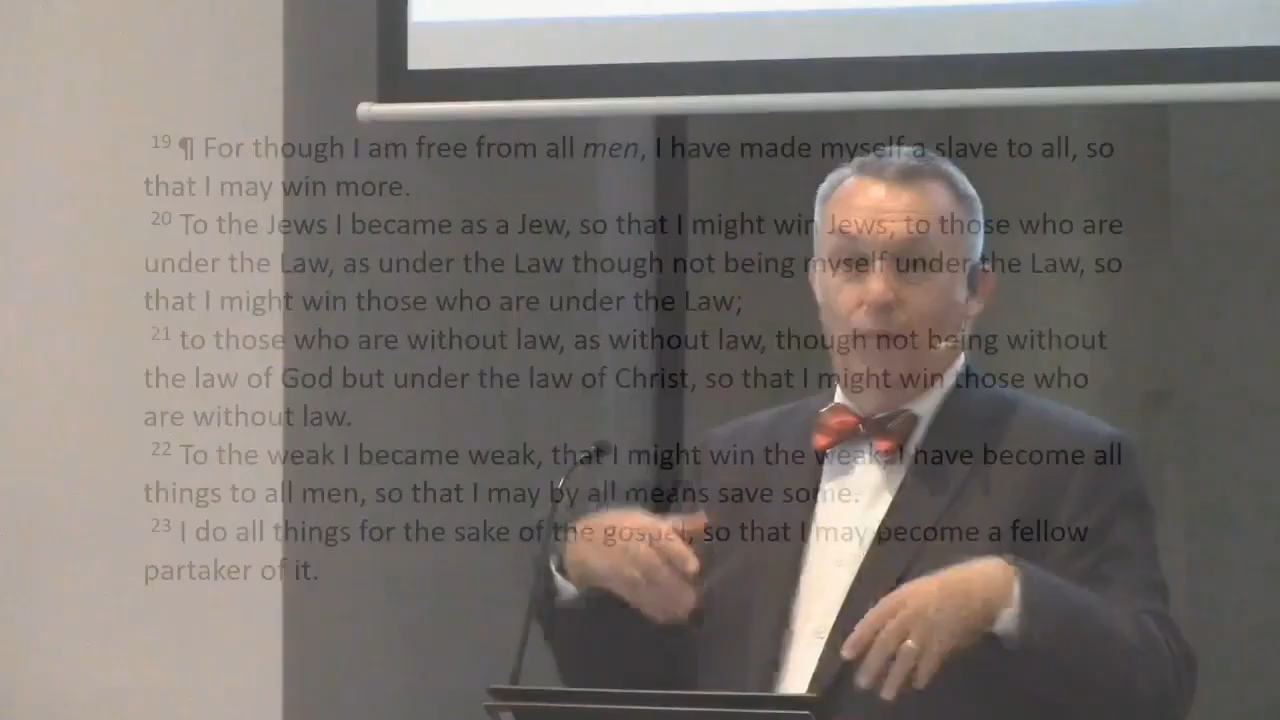 19 ¶ For though I am free from all men, I have made myself a slave to all, so
that I may win more.
20 To the Jews I became as a Jew, so that I might win Jews; to those who are
under the Law, as under the Law though not being myself under the Law, so
that I might win those who are under the Law;
21 to those who are without law, as without law, though not being without
the law of God but under the law of Christ, so that I might win those who
are without law.
22 To the weak I became weak, that I might win the weak; I have become all
things to all men, so that I may by all means save some.
23 I do all things for the sake of the gospel, so that I may become a fellow
partaker of it.